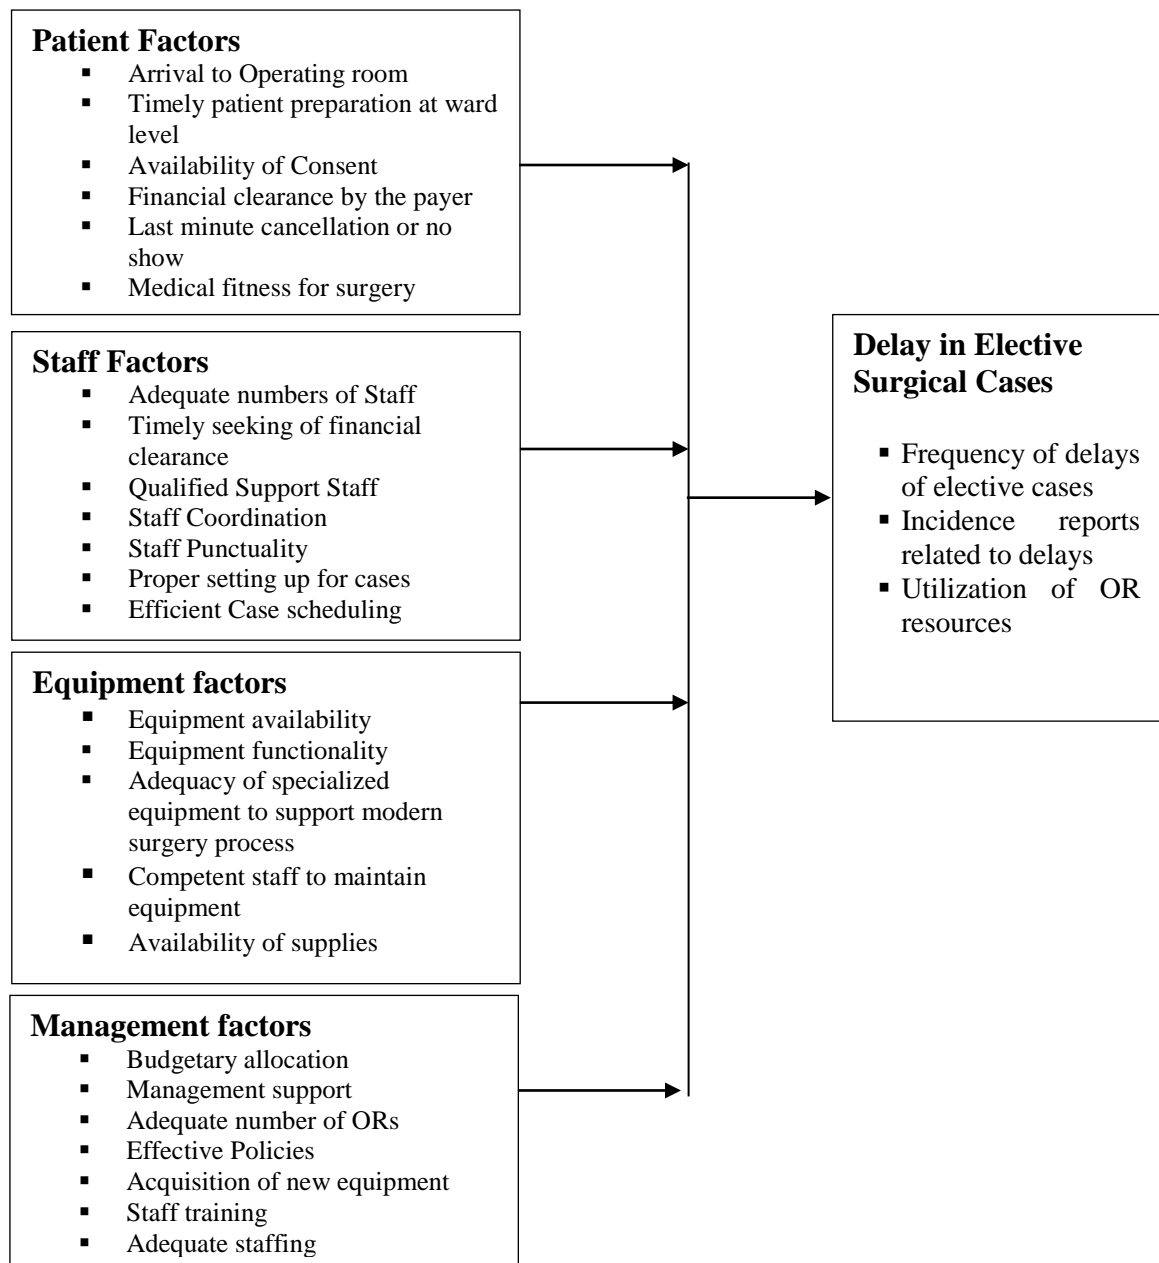 Patient Factors
▪ Arrival to Operating room
▪ Timely patient preparation at ward
level
▪ Availability of Consent
▪ Financial clearance by the payer
▪ Last minute cancellation or no
show
▪ Medical fitness for surgery
Staff Factors
▪ Adequate numbers of Staff
▪ Timely seeking of financial
clearance
▪ Qualified Support Staff
▪ Staff Coordination
▪ Staff Punctuality
▪ Proper setting up for cases
▪ Efficient Case scheduling
Equipment factors
▪ Equipment availability
▪ Equipment functionality
▪ Adequacy of specialized
equipment to support modern
surgery process
▪ Competent staff to maintain
equipment
▪ Availability of supplies
Management factors
▪ Budgetary allocation
▪ Management support
▪ Adequate number of ORs
▪ Effective Policies
▪ Acquisition of new equipment
▪ Staff training
▪ Adequate staffing
Delay in Elective
Surgical Cases
▪ Frequency of delays
of elective cases
▪ Incidence reports
related to delays
▪ Utilization of OR
resources